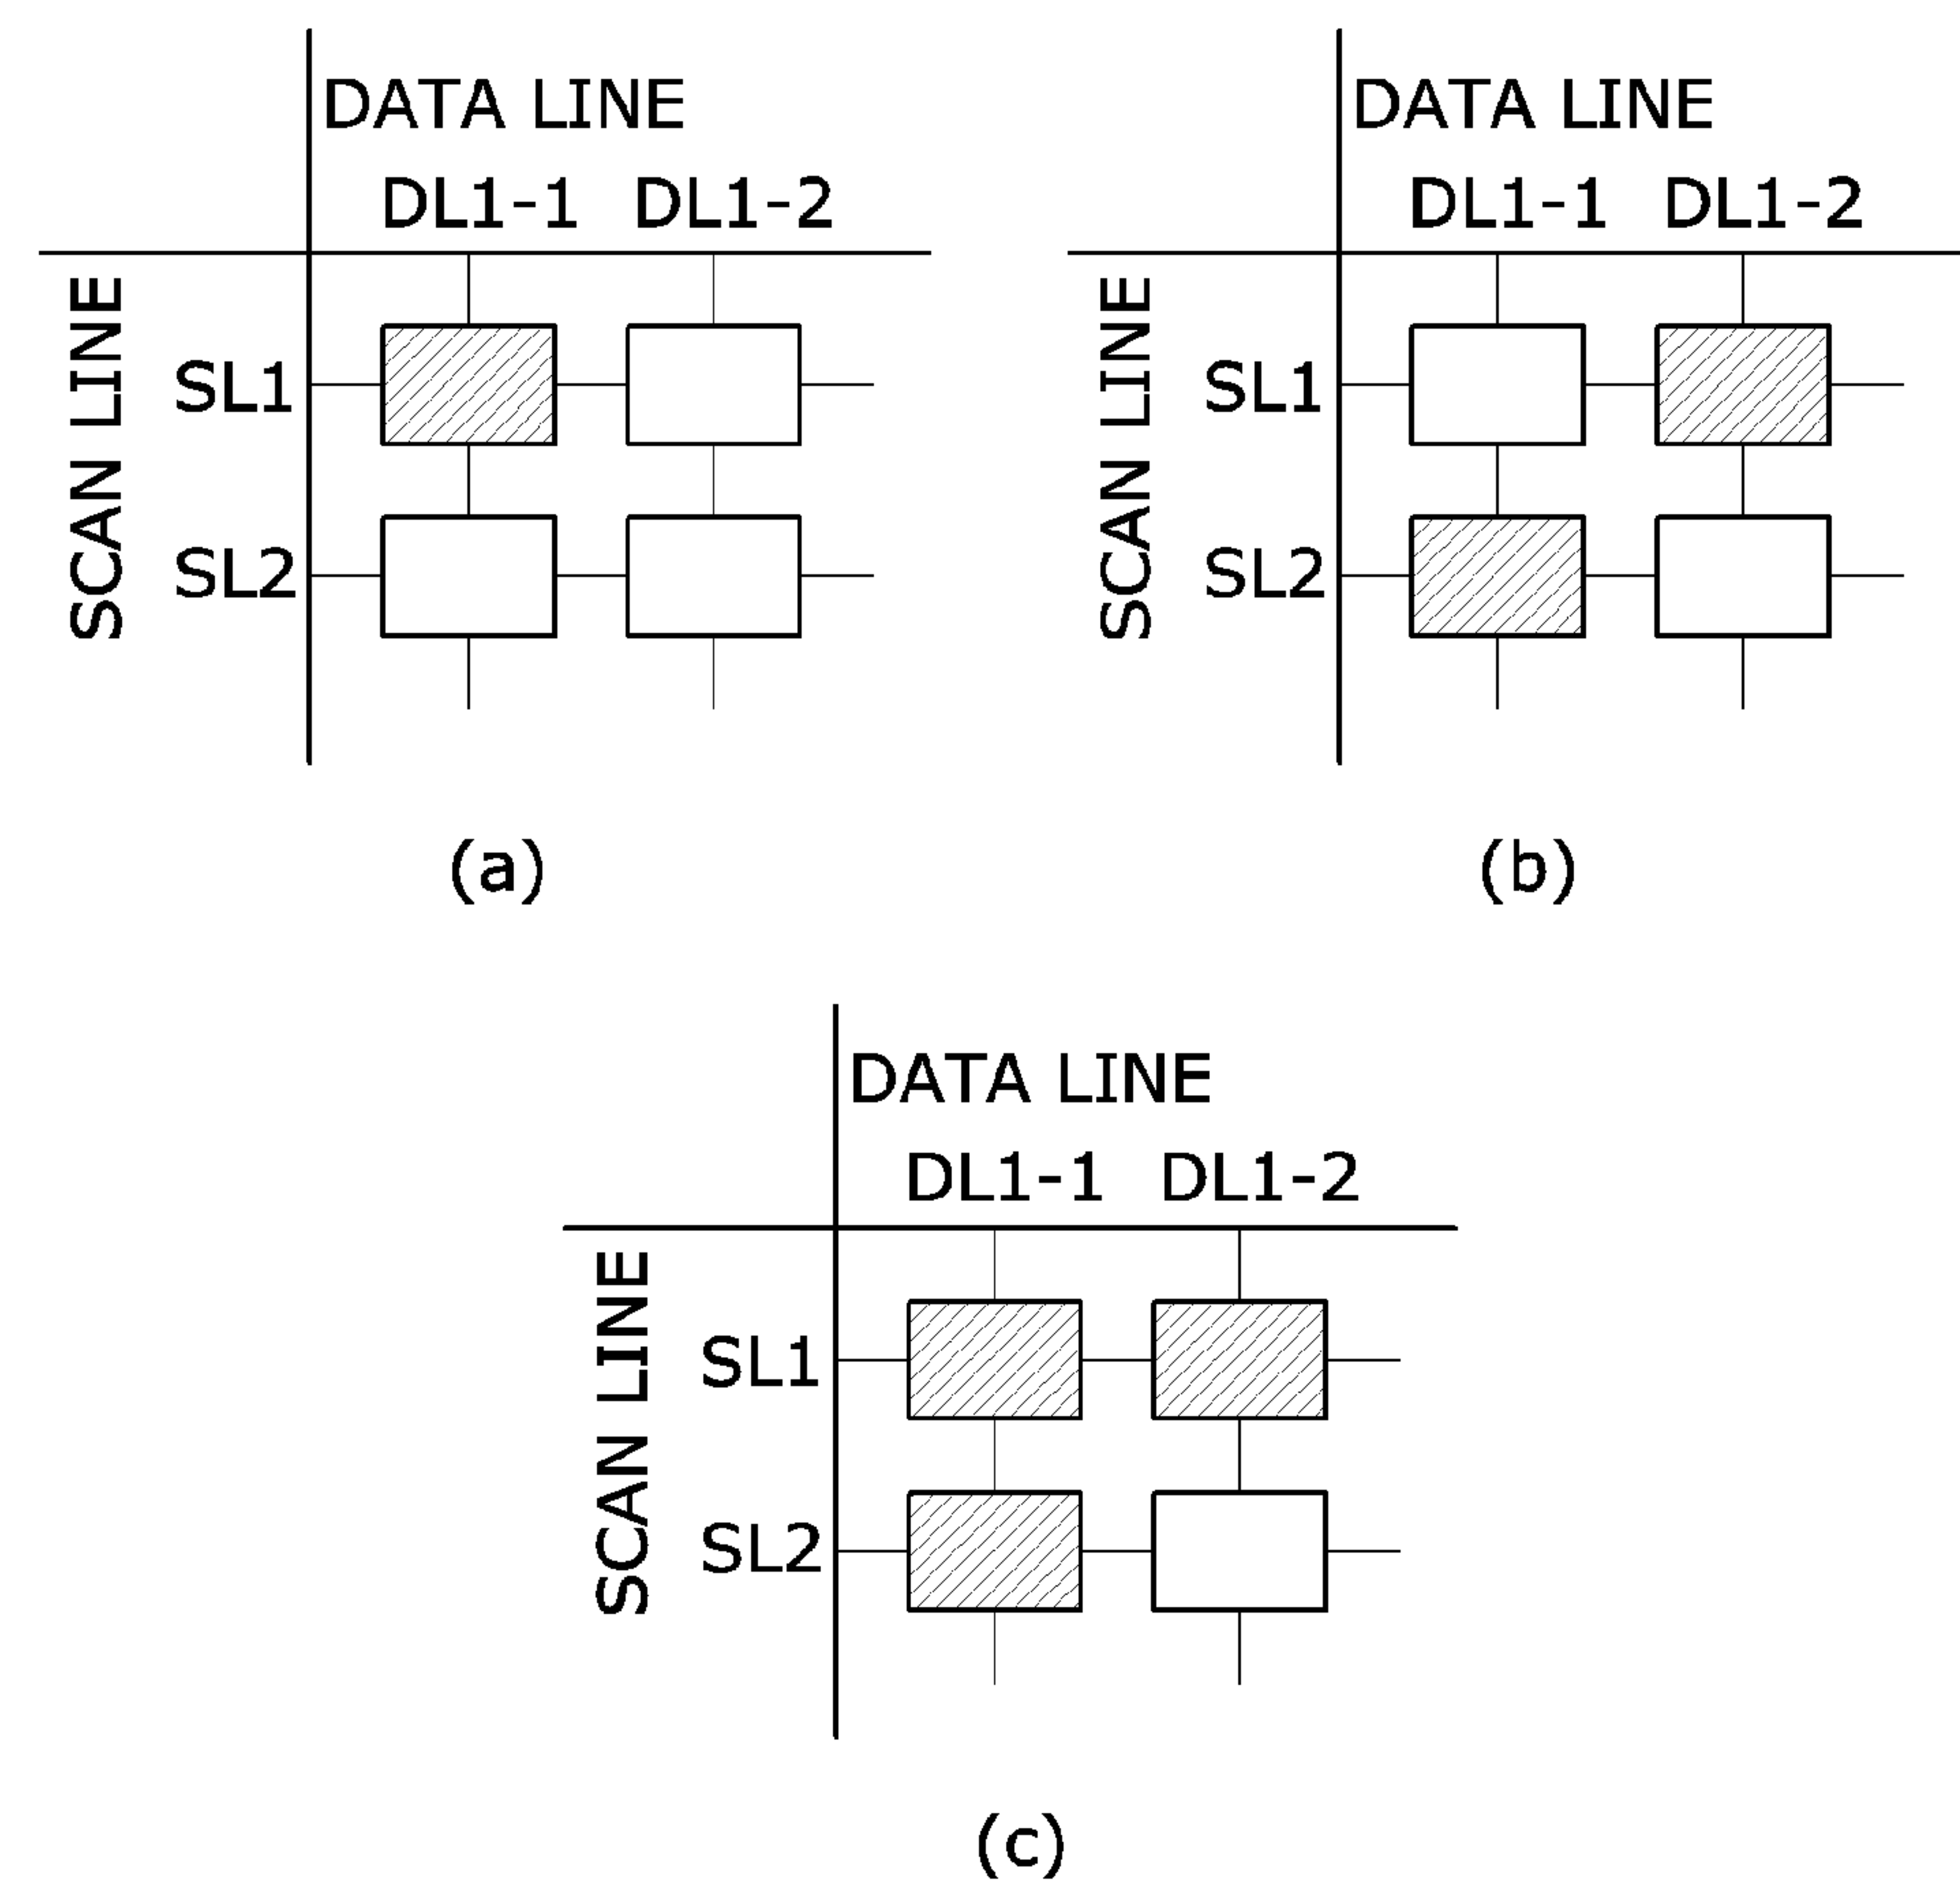 DATA LINE
DL1-1 DL1-2
SCAN LINE
SL1
SL2
(a)
DATA LINE
DL1-1 DL1-2
SCAN LINE
SL1
SL2
(b)
DATA LINE
DL1-1 DL1-2
SCAN LINE
SL1
SL2
(c)